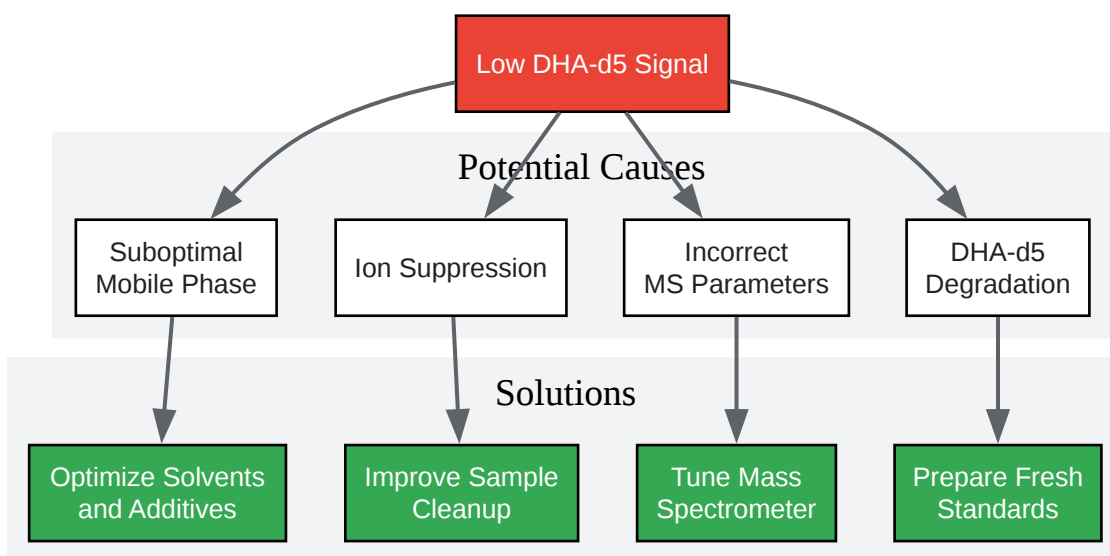 Low DHA-d5 Signal
Potential Causes
Suboptimal
Mobile Phase
Ion Suppression
Incorrect
MS Parameters
DHA-d5
Degradation
Solutions
Optimize Solvents
and Additives
Improve Sample
Cleanup
Tune Mass
Spectrometer
Prepare Fresh
Standards